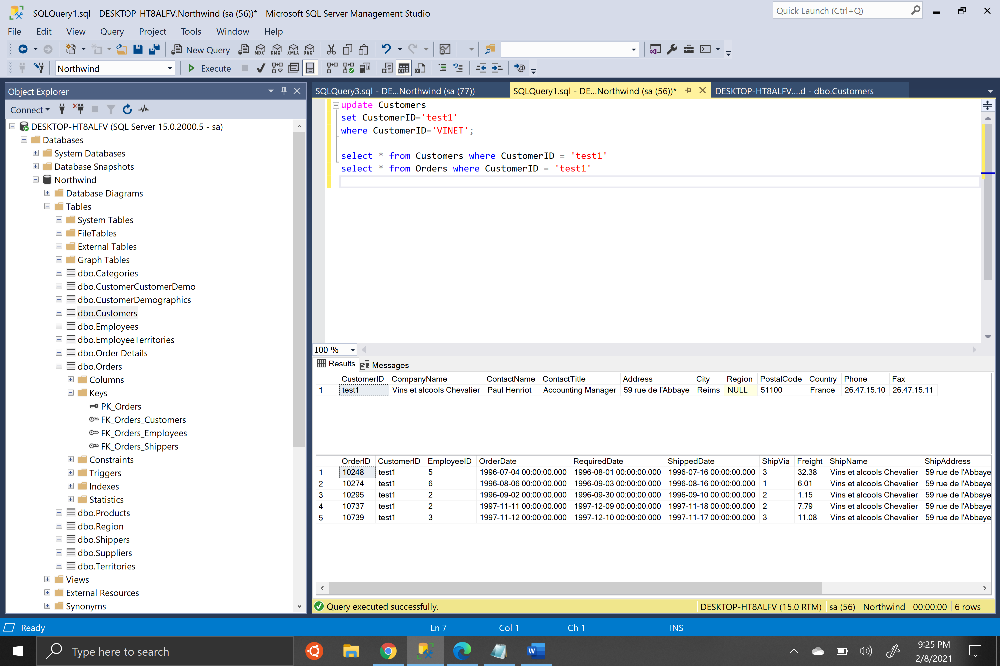 SQLQuery1.sql - DESKTOP-HT8ALFV.Northwind (sa (56))* - Microsoft SQL Server Management Studio
Quick Launch (Ctrl+Q)
File Edit View Query Project Tools Window Help
New Query MDX DMX XMLA DAX
Northwind Execute
Object Explorer
SQLQuery3.sql - DE...Northwind (sa (77)) SQLQuery1.sql - DE...Northwind (sa (56))* DESKTOP-HT8ALFV....d - dbo.Customers
Connect
DESKTOP-HT8ALFV (SQL Server 15.0.2000.5 - sa)
Databases
System Databases
Database Snapshots
Northwind
Database Diagrams
Tables
System Tables
FileTables
External Tables
Graph Tables
dbo.Categories
dbo.CustomerCustomerDemo
dbo.CustomerDemographics
dbo.Customers
dbo.Employees
dbo.EmployeeTerritories
dbo.Order Details
dbo.Orders
Columns
Keys
PK_Orders
FK_Orders_Customers
FK_Orders_Employees
FK_Orders_Shippers
Constraints
Triggers
Indexes
Statistics
dbo.Products
dbo.Region
dbo.Shippers
dbo.Suppliers
dbo.Territories
Views
External Resources
Synonyms
update Customers
set CustomerID='test1'
where CustomerID='VINET';
select * from Customers where CustomerID = 'test1'
select * from Orders where CustomerID = 'test1'
100 %
Results Messages
CustomerID CompanyName ContactName ContactTitle Address City Region PostalCode Country Phone Fax
1 test1 Vins et alcools Chevalier Paul Henriot Accounting Manager 59 rue de l'Abbaye Reims NULL 51100 France 26.47.15.10 26.47.15.11
OrderID CustomerID EmployeeID OrderDate RequiredDate ShippedDate ShipVia Freight ShipName ShipAddress
1 10248 test1 5 1996-07-04 00:00:00.000 1996-08-01 00:00:00.000 1996-07-16 00:00:00.000 3 32.38 Vins et alcools Chevalier 59 rue de l'Abbaye
2 10274 test1 6 1996-08-06 00:00:00.000 1996-09-03 00:00:00.000 1996-08-16 00:00:00.000 1 6.01 Vins et alcools Chevalier 59 rue de l'Abbaye
3 10295 test1 2 1996-09-02 00:00:00.000 1996-09-30 00:00:00.000 1996-09-10 00:00:00.000 2 1.15 Vins et alcools Chevalier 59 rue de l'Abbaye
4 10737 test1 2 1997-11-11 00:00:00.000 1997-12-09 00:00:00.000 1997-11-18 00:00:00.000 2 7.79 Vins et alcools Chevalier 59 rue de l'Abbaye
5 10739 test1 3 1997-11-12 00:00:00.000 1997-12-10 00:00:00.000 1997-11-17 00:00:00.000 3 11.08 Vins et alcools Chevalier 59 rue de l'Abbaye
Query executed successfully. DESKTOP-HT8ALFV (15.0 RTM) sa (56) Northwind 00:00:00 6 rows
Ready Ln 7 Col 1 Ch 1 INS
Type here to search
9:25 PM
2/8/2021